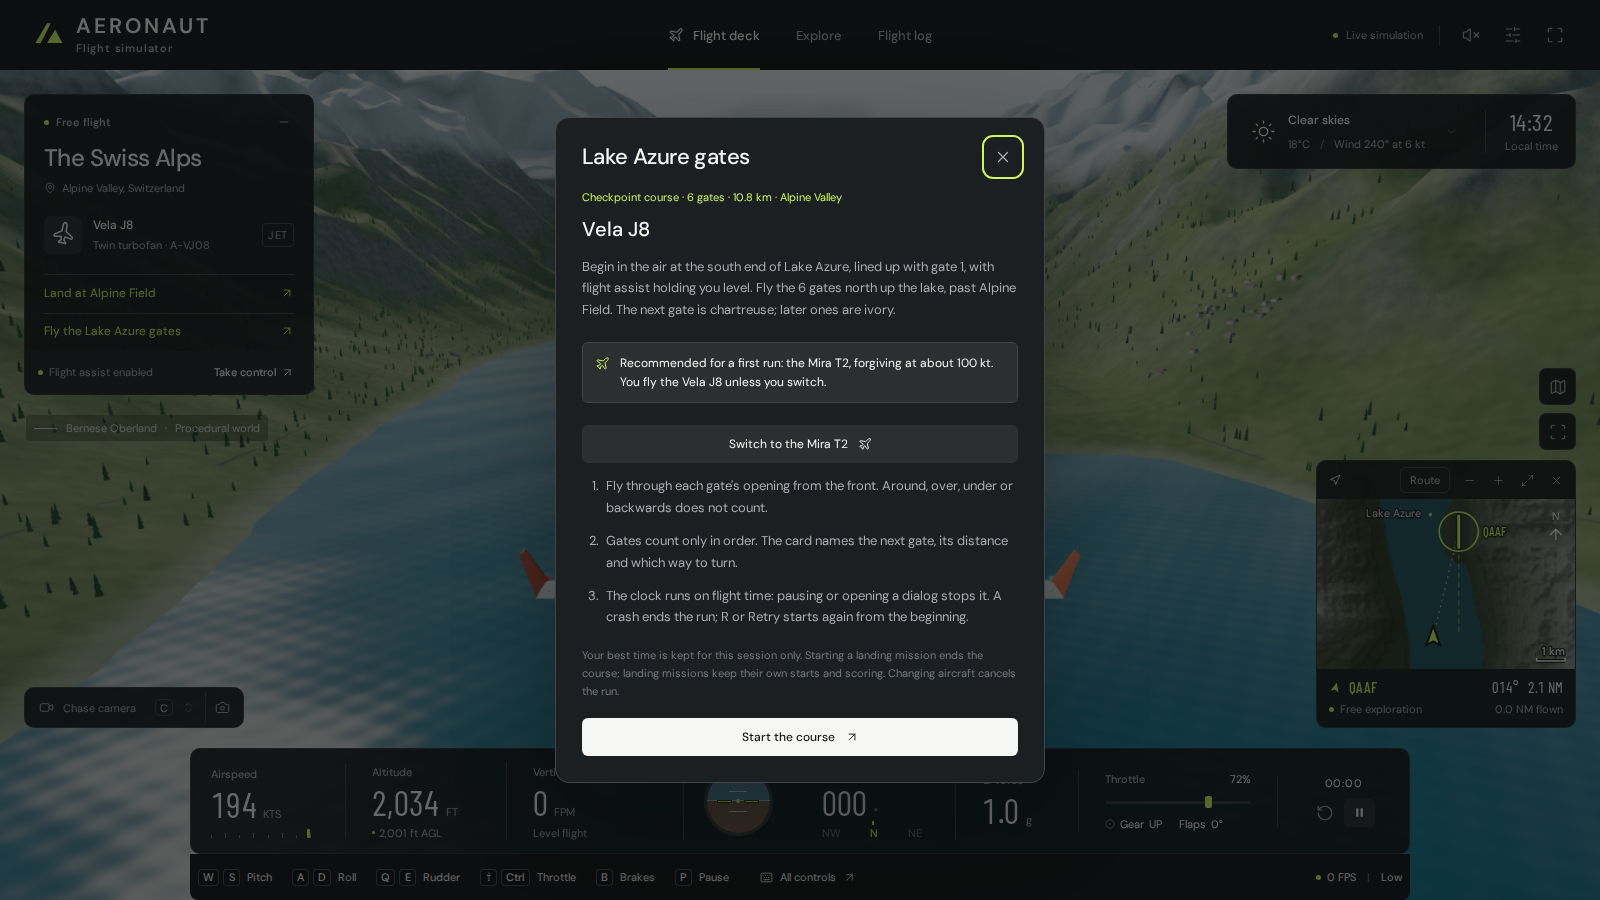 AERONAUT
Flight simulator
Flight deck
Explore
Flight log
Live simulation
Free flight
The Swiss Alps
Alpine Valley, Switzerland
Vela J8
Twin turbofan · A-VJ08
JET
Land at Alpine Field
Fly the Lake Azure gates
Flight assist enabled
Take control
Bernese Oberland · Procedural world
Clear skies
18°C / Wind 240° at 6 kt
14:32
Local time
Lake Azure gates
Checkpoint course · 6 gates · 10.8 km · Alpine Valley
Vela J8
Begin in the air at the south end of Lake Azure, lined up with gate 1, with
flight assist holding you level. Fly the 6 gates north up the lake, past Alpine
Field. The next gate is chartreuse; later ones are ivory.
Recommended for a first run: the Mira T2, forgiving at about 100 kt.
You fly the Vela J8 unless you switch.
Switch to the Mira T2
1. Fly through each gate's opening from the front. Around, over, under or
backwards does not count.
2. Gates count only in order. The card names the next gate, its distance
and which way to turn.
3. The clock runs on flight time: pausing or opening a dialog stops it. A
crash ends the run; R or Retry starts again from the beginning.
Your best time is kept for this session only. Starting a landing mission ends the
course; landing missions keep their own starts and scoring. Changing aircraft cancels
the run.
Start the course
Route
Lake Azure
QAAF
N
1 km
QAAF
014° 2.1 NM
Free exploration
0.0 NM flown
Chase camera
C
Airspeed
194 KTS
Altitude
2,034 FT
2,001 ft AGL
0 FPM
Level flight
000
NW N NE
1.0 g
Throttle
72%
Gear UP
Flaps 0°
00:00
W S Pitch
A D Roll
Q E Rudder
⇧ Ctrl Throttle
B Brakes
P Pause
All controls
0 FPS | Low